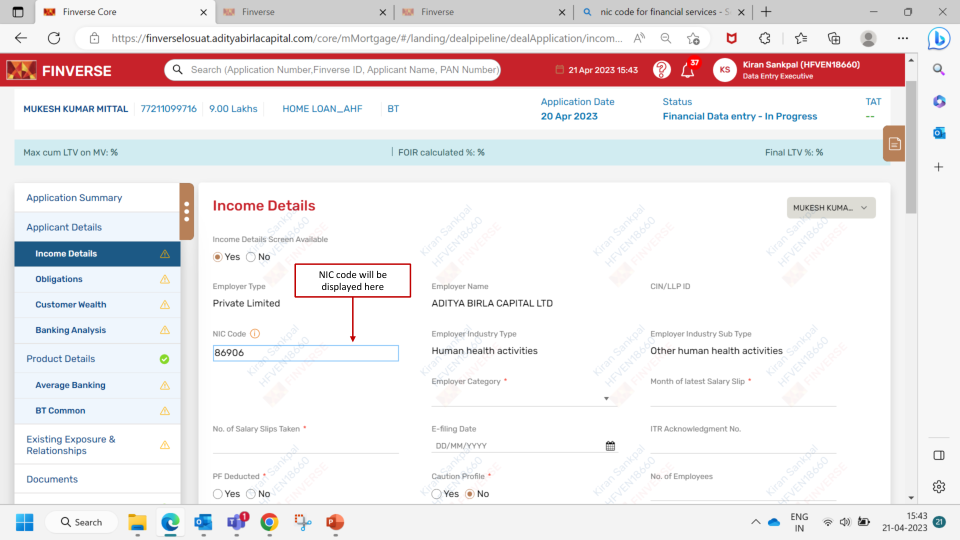 Finverse Core
Finverse
Finverse
nic code for financial services - S
https://finverselosuat.adityabirlacapital.com/core/mMortgage/#/landing/dealpipeline/dealApplication/incom...
FINVERSE
Search (Application Number,Finverse ID, Applicant Name, PAN Number)
21 Apr 2023 15:43
37
KS
Kiran Sankpal (HFVEN18660)
Data Entry Executive
MUKESH KUMAR MITTAL
77211099716
9.00 Lakhs
HOME LOAN_AHF
BT
Application Date
20 Apr 2023
Status
Financial Data entry - In Progress
TAT
--
Max cum LTV on MV: %
FOIR calculated %: %
Final LTV %: %
Application Summary
Applicant Details
Income Details
Obligations
Customer Wealth
Banking Analysis
Product Details
Average Banking
BT Common
Existing Exposure &
Relationships
Documents
Income Details
MUKESH KUMA...
Income Details Screen Available
Yes No
NIC code will be
displayed here
Employer Type
Private Limited
Employer Name
ADITYA BIRLA CAPITAL LTD
CIN/LLP ID
NIC Code
86906
Employer Industry Type
Human health activities
Employer Industry Sub Type
Other human health activities
Employer Category *
Month of latest Salary Slip *
No. of Salary Slips Taken *
E-filing Date
DD/MM/YYYY
ITR Acknowledgment No.
PF Deducted *
Yes No
Caution Profile *
Yes No
No. of Employees
Kiran Sankpal
HFVEN18660
FINVERSE
Search
1
ENG
IN
15:43
21-04-2023
21